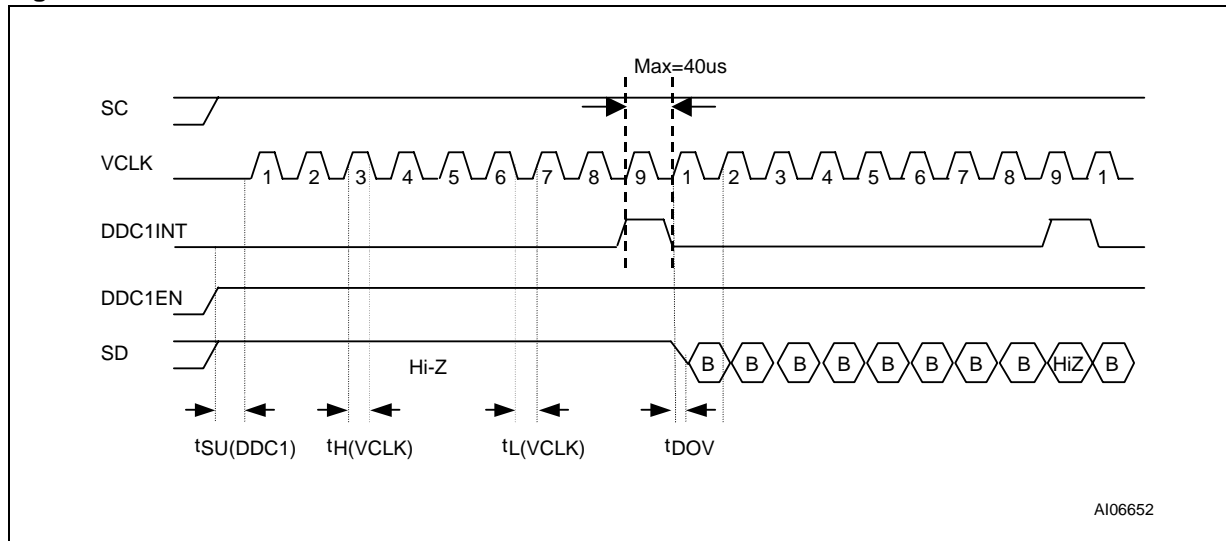 Max=40us
SC
VCLK
1 2 3 4 5 6 7 8 9 1 2 3 4 5 6 7 8 9 1
DDC1INT
DDC1EN
SD
Hi-Z
B B B B B B B B HiZ B
tSU(DDC1) tH(VCLK) tL(VCLK) tDOV
AI06652